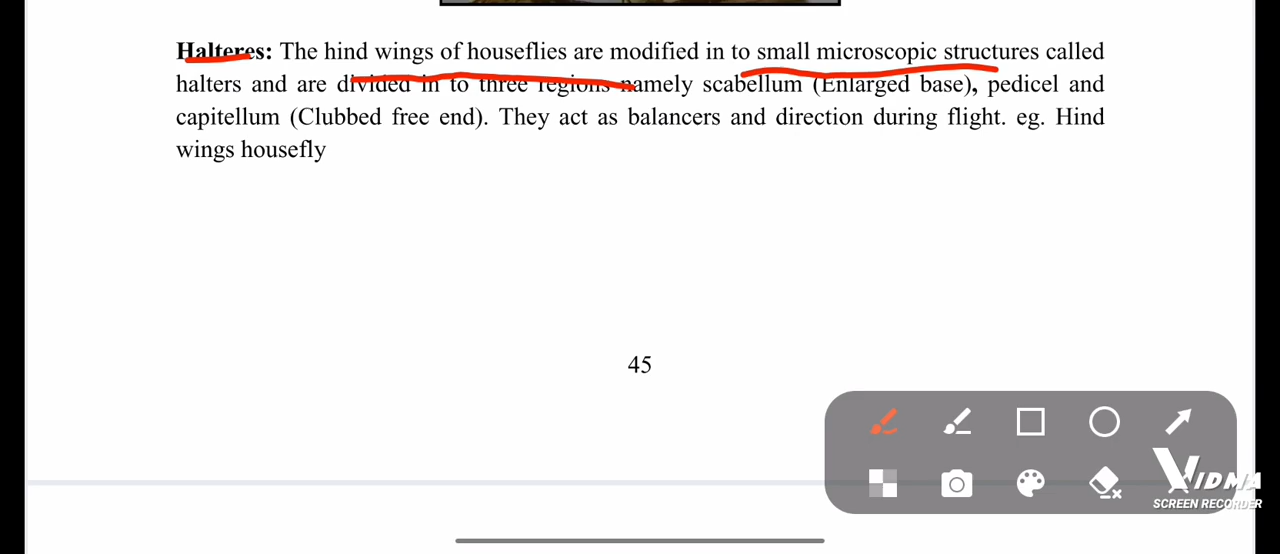 Halteres: The hind wings of houseflies are modified in to small microscopic structures called
halters and are divided in to three regions namely scabellum (Enlarged base), pedicel and
capitellum (Clubbed free end). They act as balancers and direction during flight. eg. Hind
wings housefly
45
VIDMA
SCREEN RECORDER